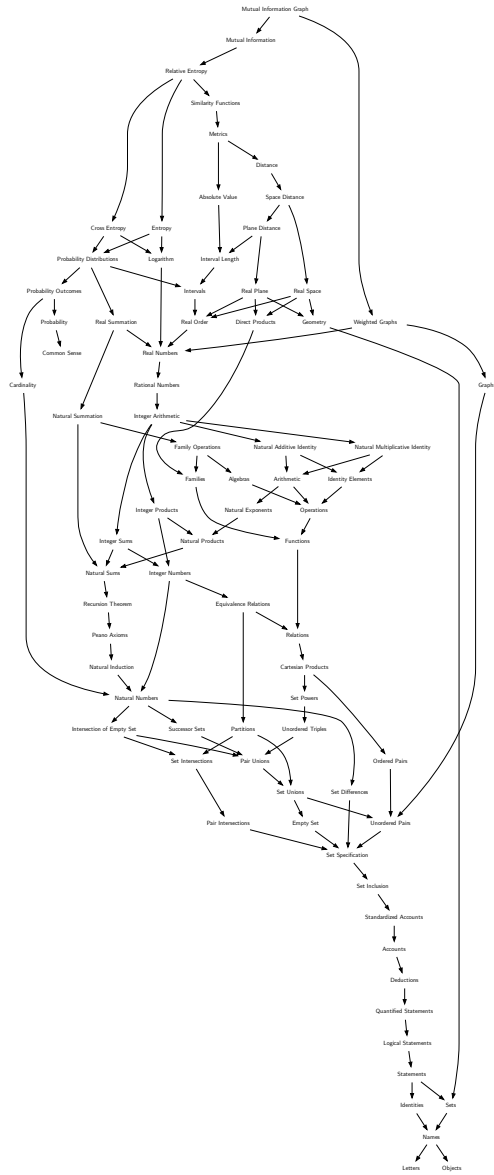 Mutual Information Graph
Mutual Information
Relative Entropy
Similarity Functions
Metrics
Distance
Absolute Value
Space Distance
Cross Entropy
Entropy
Plane Distance
Probability Distributions
Logarithm
Interval Length
Probability Outcomes
Intervals
Real Plane
Real Space
Probability
Real Summation
Real Order
Direct Products
Geometry
Weighted Graphs
Common Sense
Real Numbers
Cardinality
Rational Numbers
Graph
Natural Summation
Integer Arithmetic
Family Operations
Natural Additive Identity
Natural Multiplicative Identity
Families
Algebras
Arithmetic
Identity Elements
Integer Products
Natural Exponents
Operations
Integer Sums
Natural Products
Functions
Natural Sums
Integer Numbers
Recursion Theorem
Equivalence Relations
Peano Axioms
Relations
Natural Induction
Cartesian Products
Natural Numbers
Set Powers
Intersection of Empty Set
Successor Sets
Partitions
Unordered Triples
Set Intersections
Pair Unions
Ordered Pairs
Set Unions
Set Differences
Pair Intersections
Empty Set
Unordered Pairs
Set Specification
Set Inclusion
Standardized Accounts
Accounts
Deductions
Quantified Statements
Logical Statements
Statements
Identities
Sets
Names
Letters
Objects